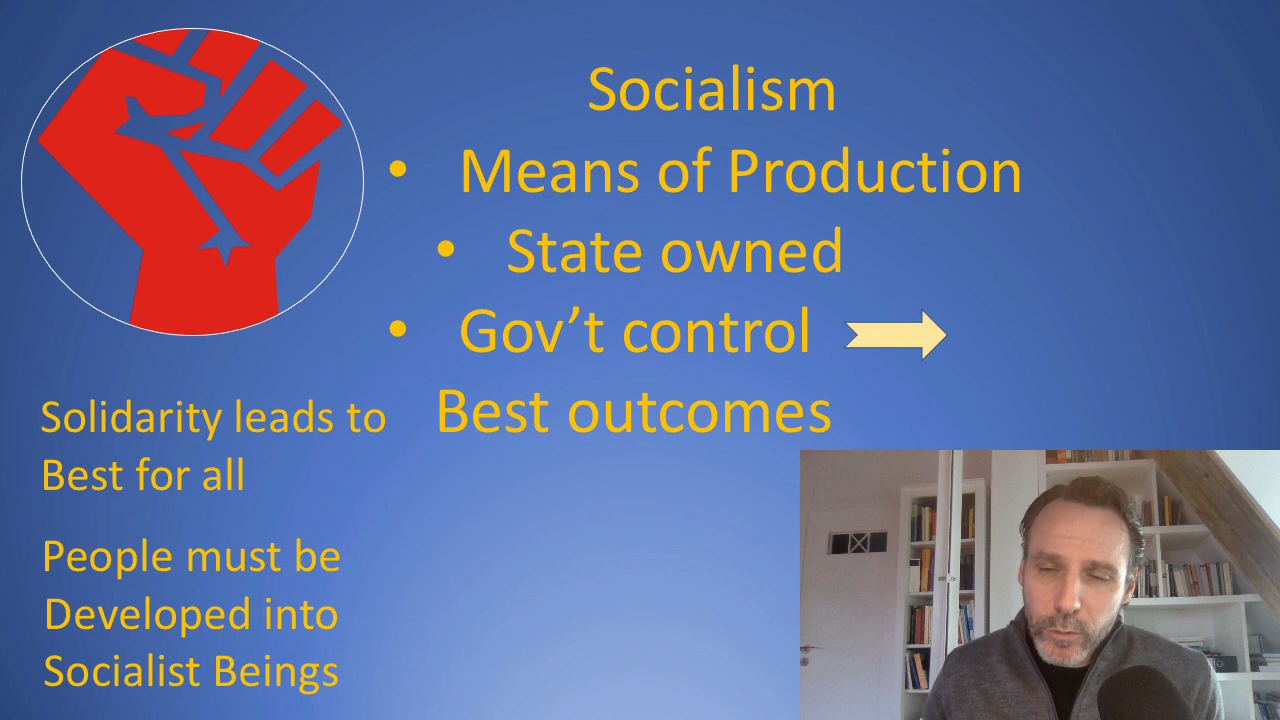 Socialism
• Means of Production
• State owned
• Gov’t control
Best outcomes
Solidarity leads to
Best for all
People must be
Developed into
Socialist Beings